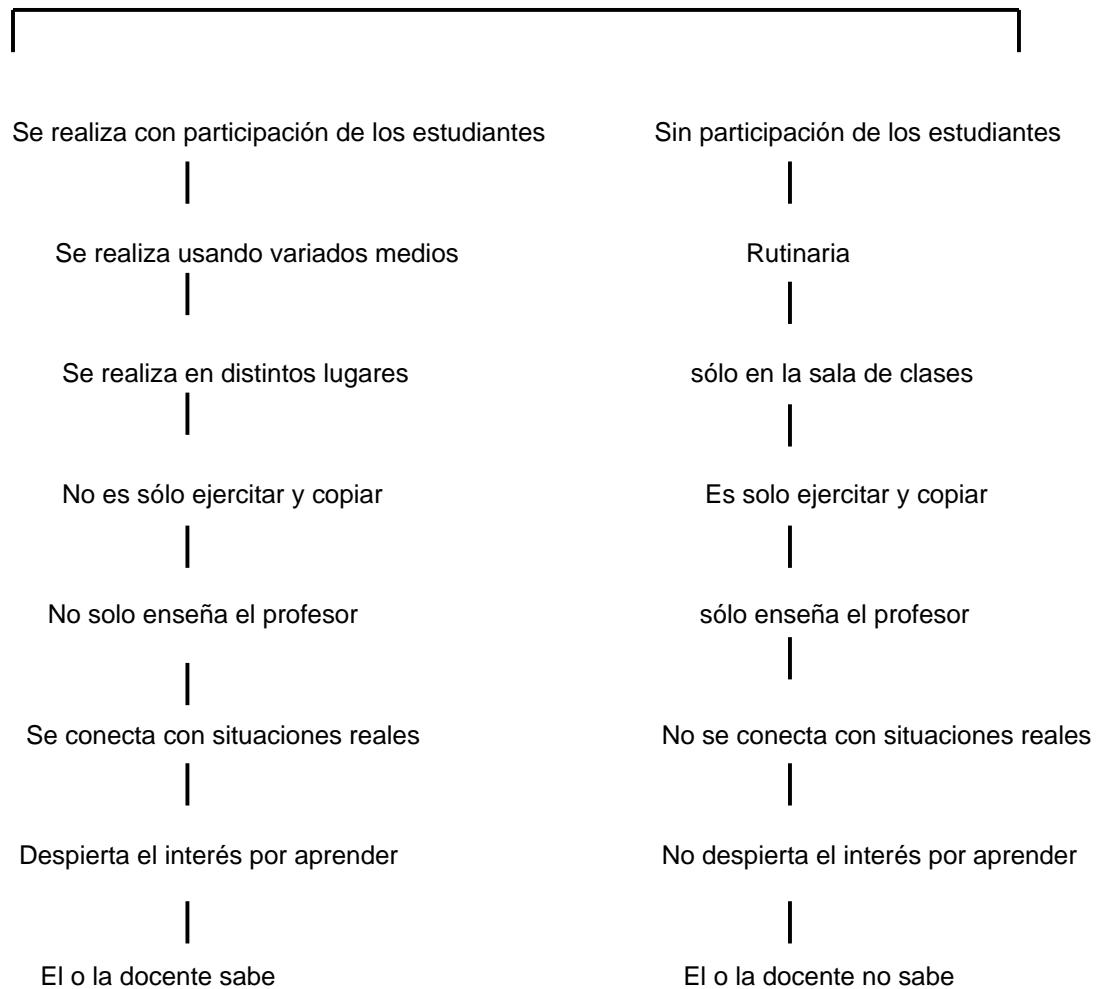 Se realiza con participación de los estudiantes
Sin participación de los estudiantes
Se realiza usando variados medios
Rutinaria
Se realiza en distintos lugares
sólo en la sala de clases
No es sólo ejercitar y copiar
Es solo ejercitar y copiar
No solo enseña el profesor
sólo enseña el profesor
Se conecta con situaciones reales
No se conecta con situaciones reales
Despierta el interés por aprender
No despierta el interés por aprender
El o la docente sabe
El o la docente no sabe